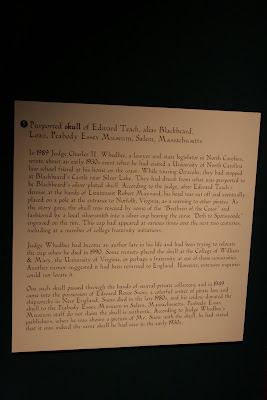 Purported skull of Edward Teach, alias Blackbeard,
Loan, Peabody Essex Museum, Salem, Massachusetts
In 1989 Judge Charles H. Whedbee, a lawyer and state legislator in North Carolina,
wrote about an early 1930s event when he had visited a University of North Carolina
law school friend at his home on the coast. While touring Ocracoke, they had stopped
at Blackbeard's Castle near Silver Lake. They had drunk from what was purported to
be Blackbeard's silver plated skull. According to the judge, after Edward Teach's
demise at the hands of Lieutenant Robert Maynard, his head was cut off and eventually
placed on a pole at the entrance to Norfolk, Virginia, as a warning to other pirates. As
the story goes, the skull was rescued by some of the "Brothers of the Coast" and
fashioned by a local silversmith into a silver cup bearing the curse "Deth to Spotswoode"
engraved on the rim. This cup had appeared at various times over the next two centuries,
including at a number of college fraternity initiations.
Judge Whedbee had become an author late in his life and had been trying to relocate
the cup when he died in 1990. Some rumors placed the skull at the College of William
& Mary, the University of Virginia, or perhaps a fraternity at one of these universities.
Another rumor suggested it had been returned to England. However, extensive inquiries
could not locate it.
One such skull passed through the hands of several private collectors, and in 1949
came into the possession of Edward Rowe Snow, a colorful writer of pirate lore and
shipwrecks in New England. Snow died in the late 1980s, and his widow donated the
skull to the Peabody Essex Museum in Salem, Massachusetts. Peabody Essex
Museum staff do not claim the skull is authentic. According to Judge Whedbee's
publishers, when he was shown a picture of Mr. Snow with the skull, he stated
that it was indeed the same skull he had seen in the early 1930s.